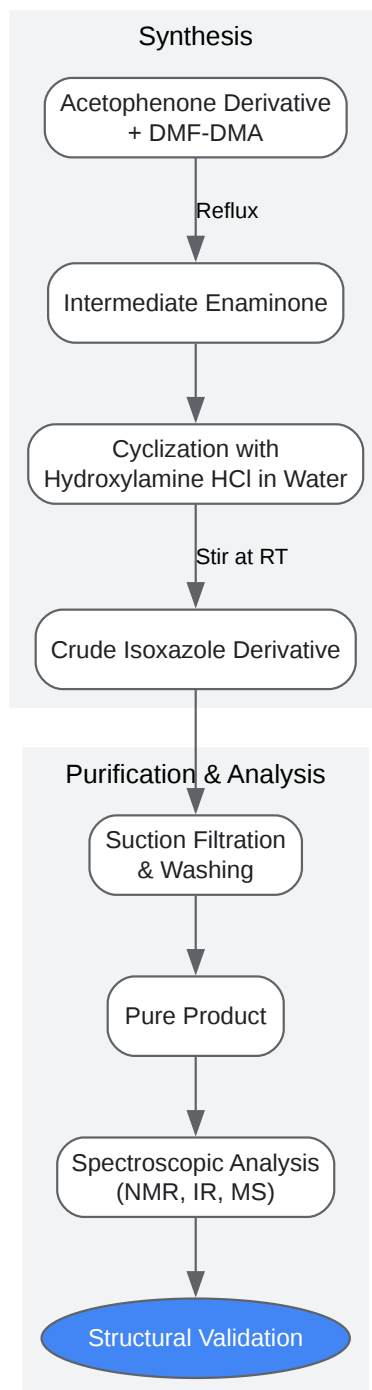 Synthesis
Acetophenone Derivative
+ DMF-DMA
Reflux
Intermediate Enaminone
Cyclization with
Hydroxylamine HCl in Water
Stir at RT
Crude Isoxazole Derivative
Purification & Analysis
Suction Filtration
& Washing
Pure Product
Spectroscopic Analysis
(NMR, IR, MS)
Structural Validation